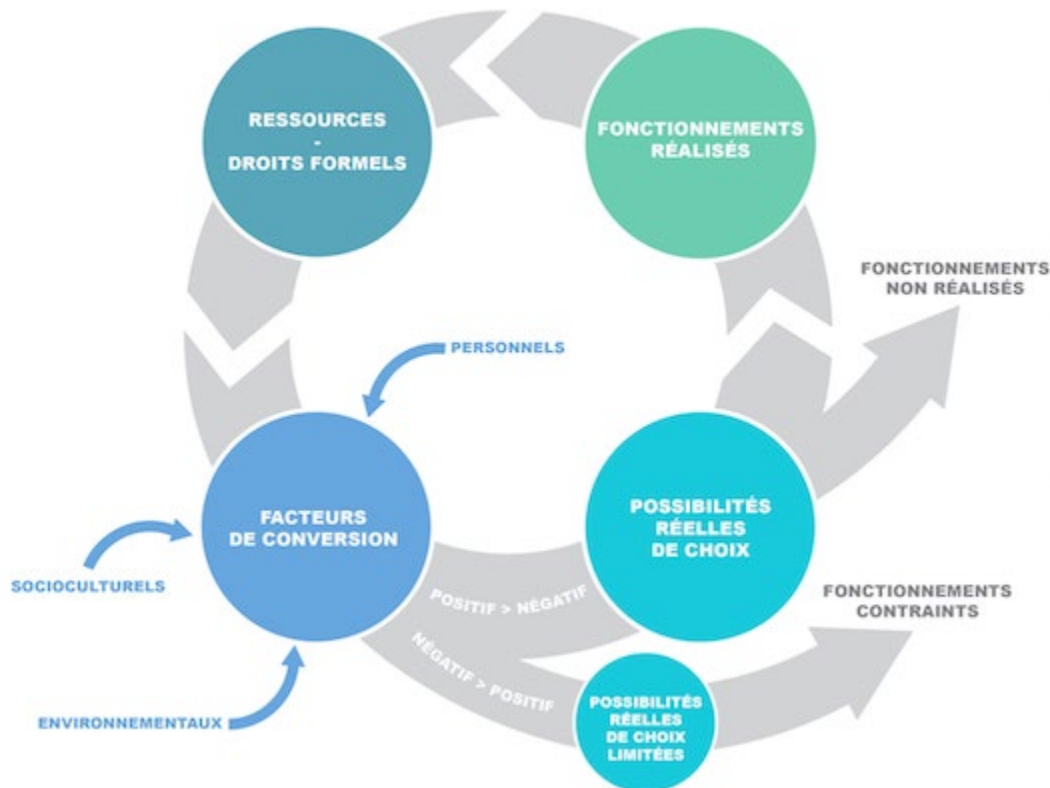 RESSOURCES
-
DROITS FORMELS
FONCTIONNEMENTS
RÉALISÉS
FONCTIONNEMENTS
NON RÉALISÉS
PERSONNELS
FACTEURS
DE CONVERSION
POSSIBILITÉS
RÉELLES
DE CHOIX
SOCIOCULTURELS
POSITIF > NÉGATIF
FONCTIONNEMENTS
CONTRAINTS
NÉGATIF > POSITIF
ENVIRONNEMENTAUX
POSSIBILITÉS
RÉELLES
DE CHOIX
LIMITÉES